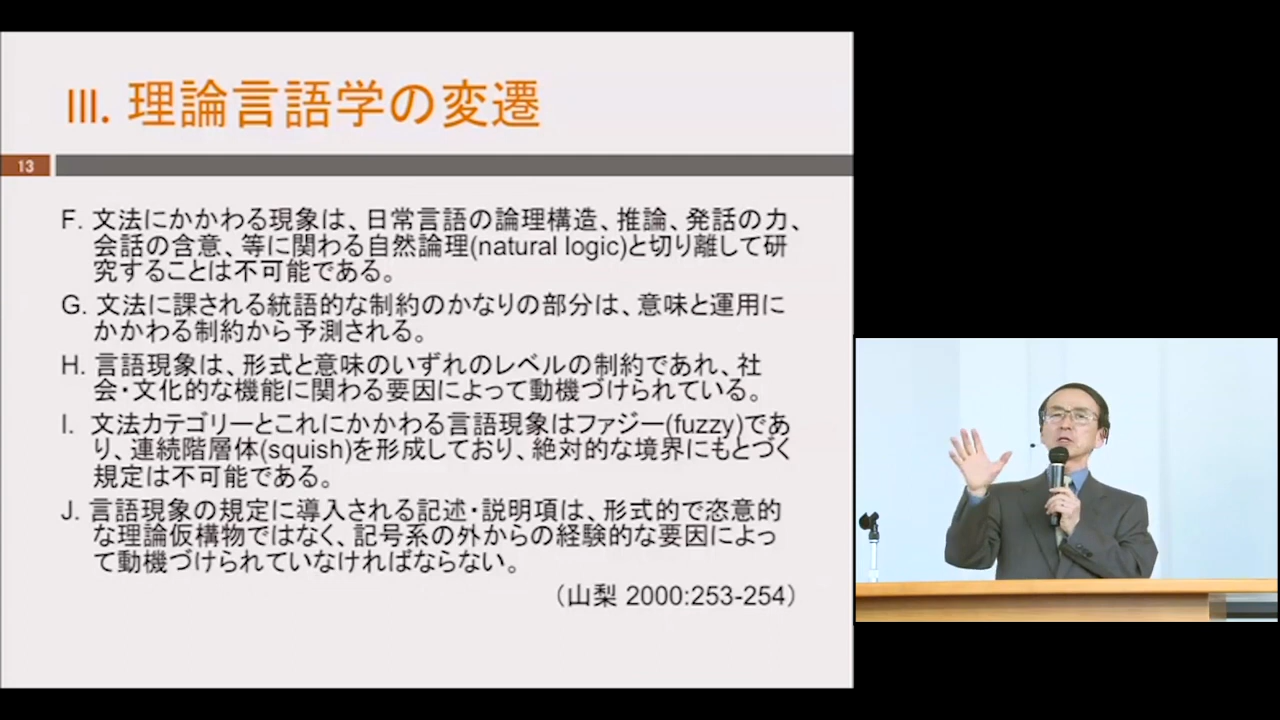 III. 理論言語学の変遷
13
F. 文法にかかわる現象は、日常言語の論理構造、推論、発話の力、
会話の含意、等に関わる自然論理(natural logic)と切り離して研
究することは不可能である。
G. 文法に課される統語的な制約のかなりの部分は、意味と運用に
かかわる制約から予測される。
H. 言語現象は、形式と意味のいずれのレベルの制約であれ、社
会・文化的な機能に関わる要因によって動機づけられている。
I. 文法カテゴリーとこれにかかわる言語現象はファジー(fuzzy)であ
り、連続階層体(squish)を形成しており、絶対的な境界にもとづく
規定は不可能である。
J. 言語現象の規定に導入される記述・説明項は、形式的で恣意的
な理論仮構物ではなく、記号系の外からの経験的な要因によっ
て動機づけられていなければならない。
（山梨 2000:253-254）